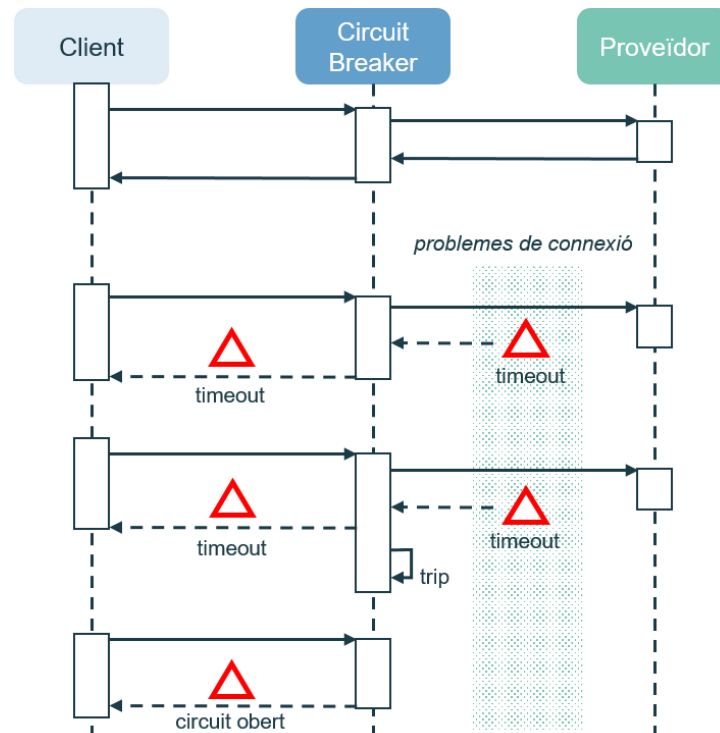 Client
Circuit
Breaker
Proveïdor
problemes de connexió
timeout
timeout
timeout
timeout
trip
circuit obert